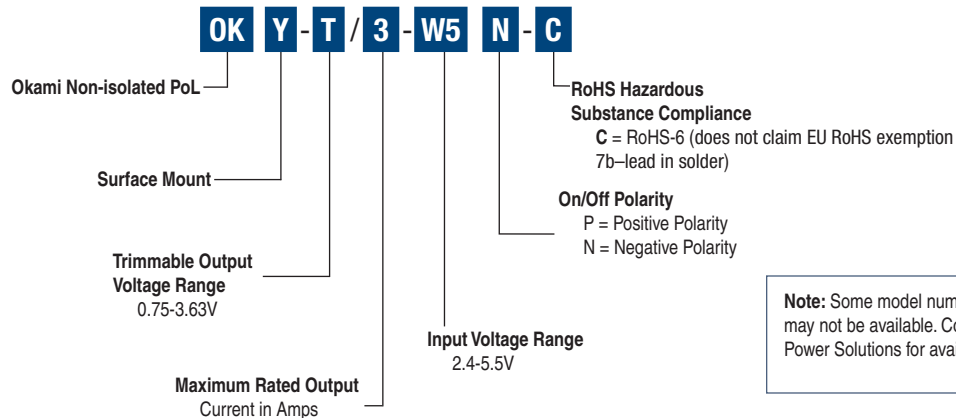 OK Y - T / 3 - W5 N - C
Okami Non-isolated PoL
RoHS Hazardous
Substance Compliance
C = RoHS-6 (does not claim EU RoHS exemption
7b–lead in solder)
Surface Mount
On/Off Polarity
P = Positive Polarity
N = Negative Polarity
Trimmable Output
Voltage Range
0.75-3.63V
Note: Some model num
may not be available. Co
Power Solutions for avai
Input Voltage Range
2.4-5.5V
Maximum Rated Output
Current in Amps